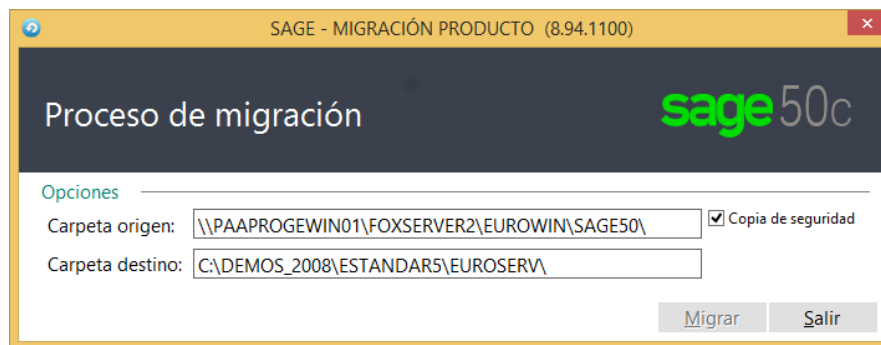 SAGE - MIGRACIÓN PRODUCTO (8.94.1100)
Proceso de migración
sage 50c
Opciones
Carpeta origen: \\PAAPROGEWIN01\FOXSERVER2\EUROWIN\SAGE50\ Copia de seguridad
Carpeta destino: C:\DEMOS_2008\ESTANDAR5\EUROSERV\
Migrar Salir